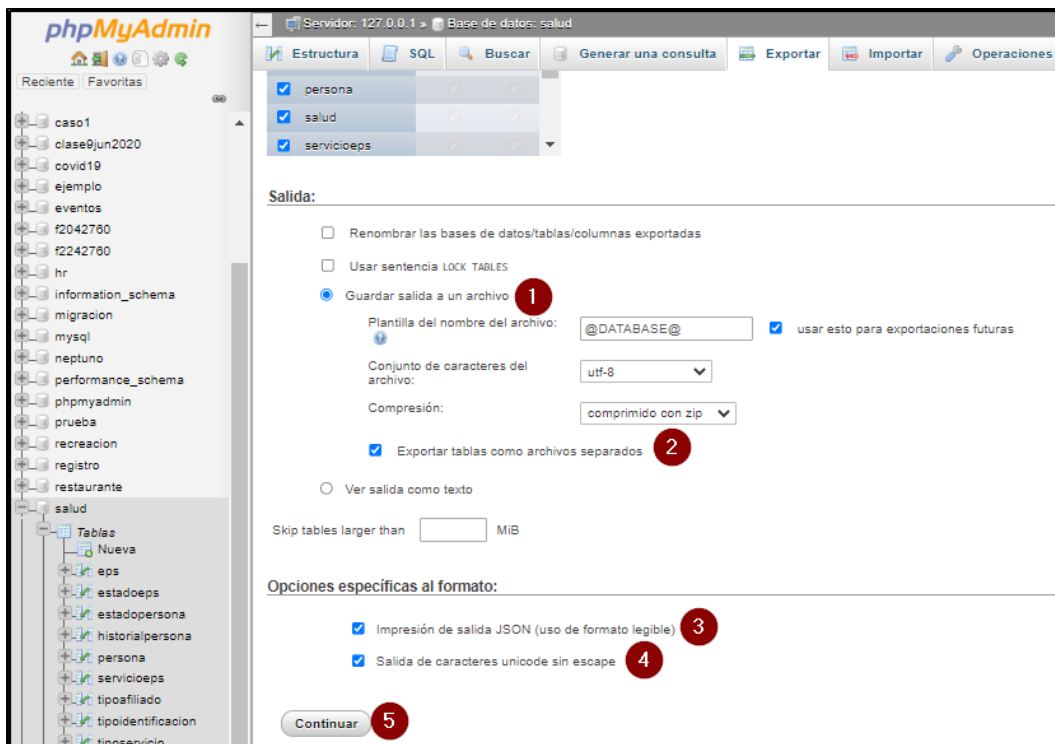 phpMyAdmin
Reciente Favoritas
caso1
clase9jun2020
covid19
ejemplo
eventos
f2042760
f2242760
hr
information_schema
migracion
mysql
neptuno
performance_schema
phpmyadmin
prueba
recreacion
registro
restaurante
salud
Tablas
Nueva
eps
estadoeps
estadopersona
historialpersona
persona
servicioeps
tipoafiliado
tipoidentificacion
tiposervicio
Servidor: 127.0.0.1 » Base de datos: salud
Estructura SQL Buscar Generar una consulta Exportar Importar Operaciones
persona
salud
servicioeps
Salida:
Renombrar las bases de datos/tablas/columnas exportadas
Usar sentencia LOCK TABLES
Guardar salida a un archivo 1
Plantilla del nombre del archivo: @DATABASE@ usar esto para exportaciones futuras
Conjunto de caracteres del
archivo: utf-8
Compresión: comprimido con zip
Exportar tablas como archivos separados 2
Ver salida como texto
Skip tables larger than MiB
Opciones específicas al formato:
Impresión de salida JSON (uso de formato legible) 3
Salida de caracteres unicode sin escape 4
Continuar 5